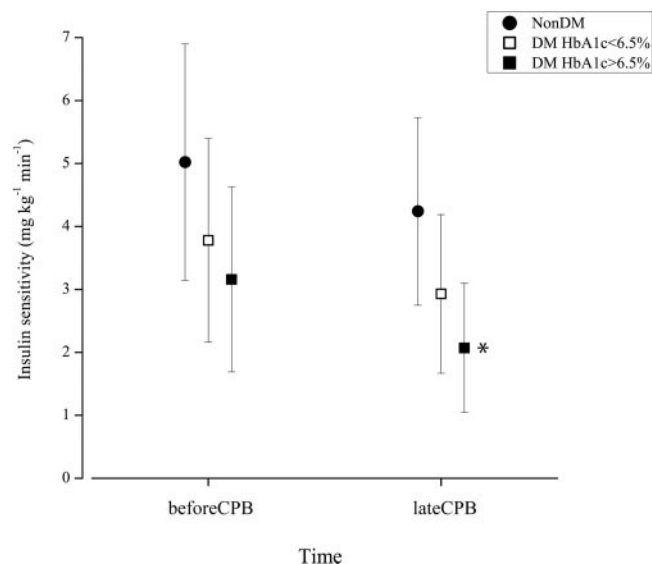 NonDM
DM HbA1c<6.5%
DM HbA1c>6.5%
7
6
5
4
3
2
1
0
Insulin sensitivity (mg kg⁻¹ min⁻¹)
*
beforeCPB lateCPB
Time